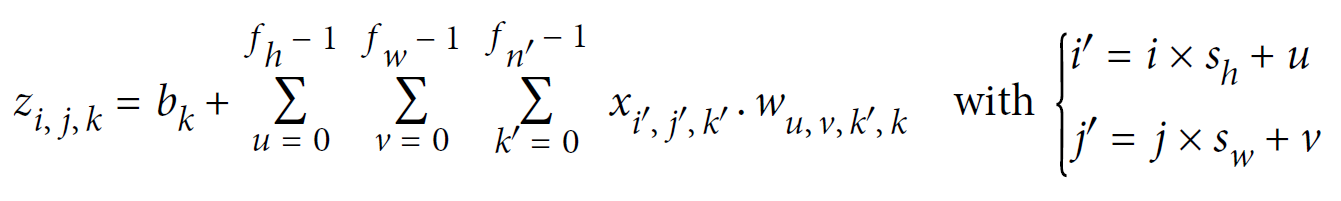 z_{i, j, k} = b_k + \sum_{u = 0}^{f_h - 1} \sum_{v = 0}^{f_w - 1} \sum_{k' = 0}^{f_{n'} - 1} x_{i', j', k'} . w_{u, v, k', k} with \begin{cases} i' = i \times s_h + u \\ j' = j \times s_w + v \end{cases}